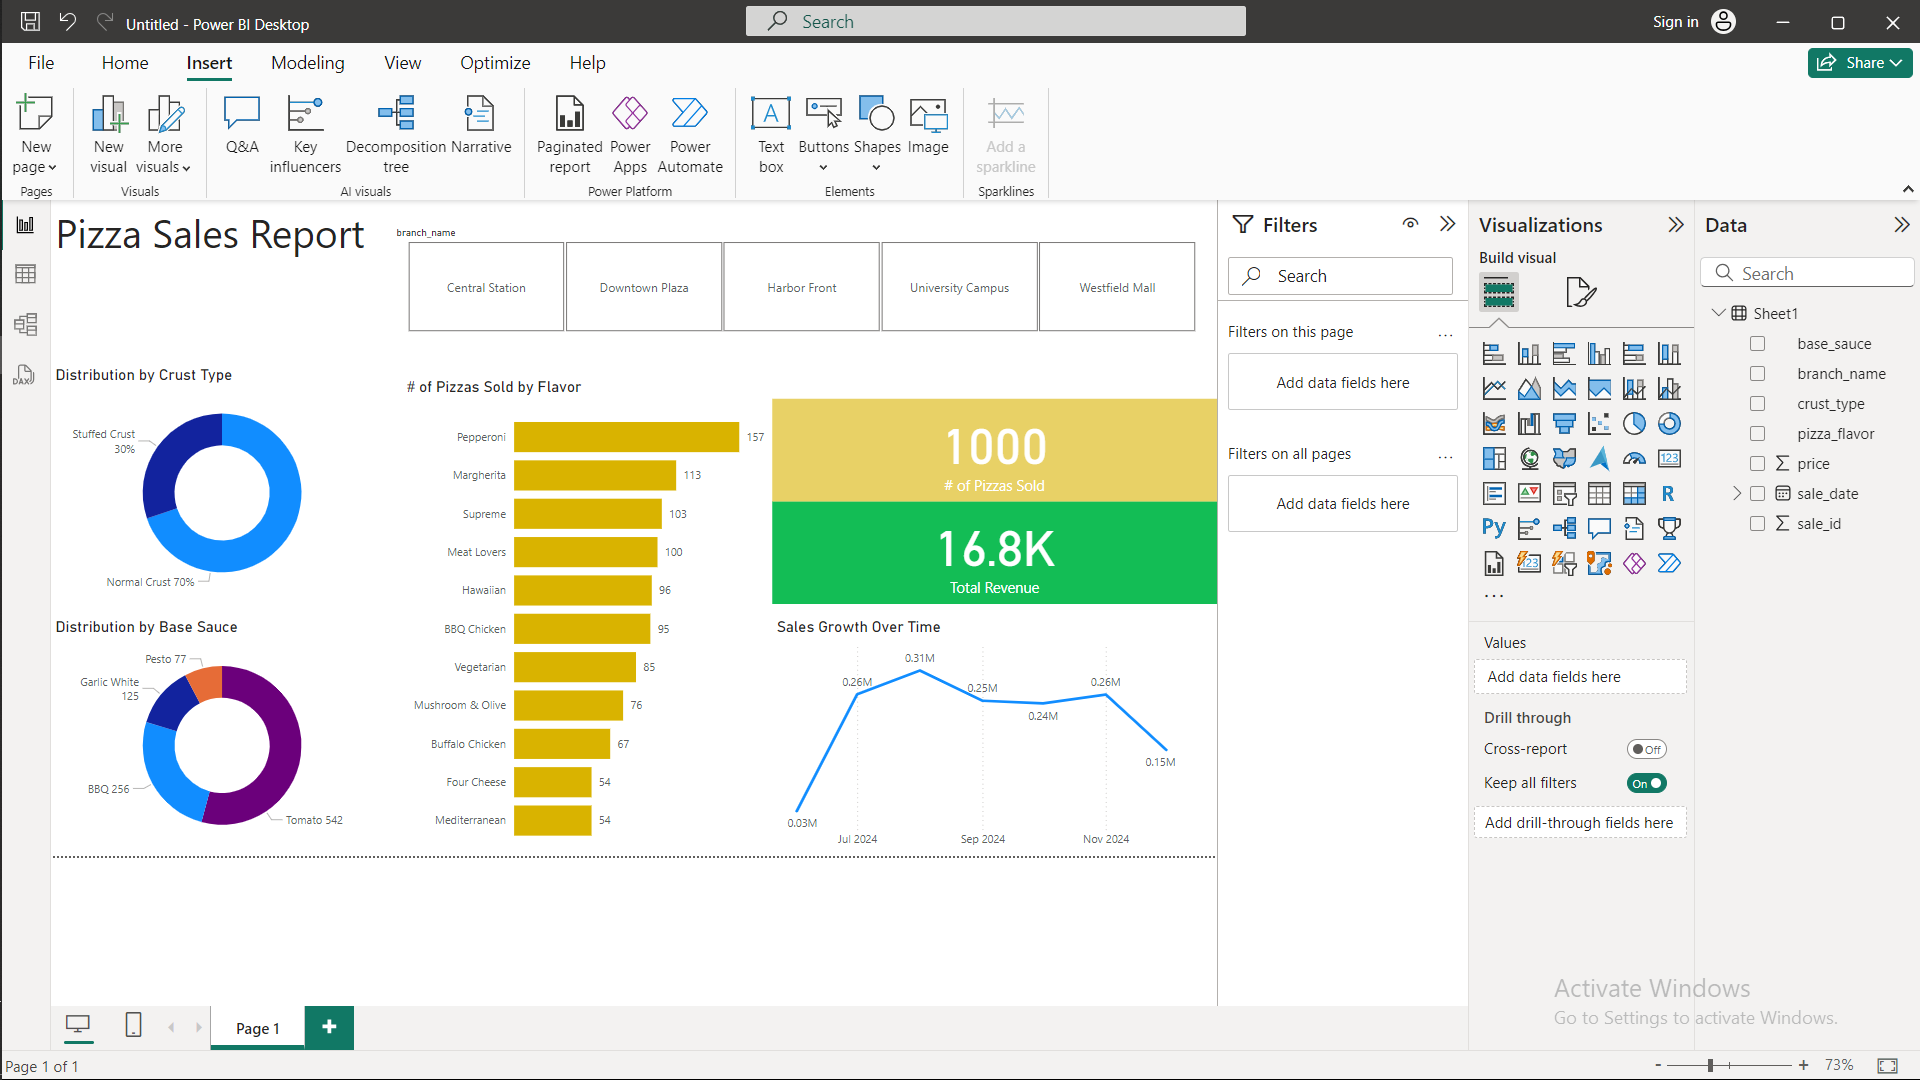 Untitled - Power BI Desktop
Search
Sign in
File
Home
Insert
Modeling
View
Optimize
Help
Share
New page
New visual
More visuals
Q&A
Key influencers
Decomposition tree
Narrative
Paginated report
Power Apps
Power Automate
Text box
Buttons
Shapes
Image
Add a sparkline
Pages
Visuals
AI visuals
Power Platform
Elements
Sparklines
Pizza Sales Report
branch_name
Central Station
Downtown Plaza
Harbor Front
University Campus
Westfield Mall
Distribution by Crust Type
Stuffed Crust
30%
Normal Crust 70%
Distribution by Base Sauce
Pesto 77
Garlic White
125
BBQ 256
Tomato 542
# of Pizzas Sold by Flavor
Pepperoni 157
Margherita 113
Supreme 103
Meat Lovers 100
Hawaiian 96
BBQ Chicken 95
Vegetarian 85
Mushroom & Olive 76
Buffalo Chicken 67
Four Cheese 54
Mediterranean 54
1000
# of Pizzas Sold
16.8K
Total Revenue
Sales Growth Over Time
0.03M
0.26M
0.31M
0.25M
0.24M
0.26M
0.15M
Jul 2024
Sep 2024
Nov 2024
Filters
Search
Filters on this page
...
Add data fields here
Filters on all pages
...
Add data fields here
Visualizations
Build visual
123
R
Py
123
...
Values
Add data fields here
Drill through
Cross-report
Off
Keep all filters
On
Add drill-through fields here
Data
Search
Sheet1
base_sauce
branch_name
crust_type
pizza_flavor
∑ price
sale_date
∑ sale_id
DAX
A
Activate Windows
Go to Settings to activate Windows.
Page 1
+
Page 1 of 1
- + 73%